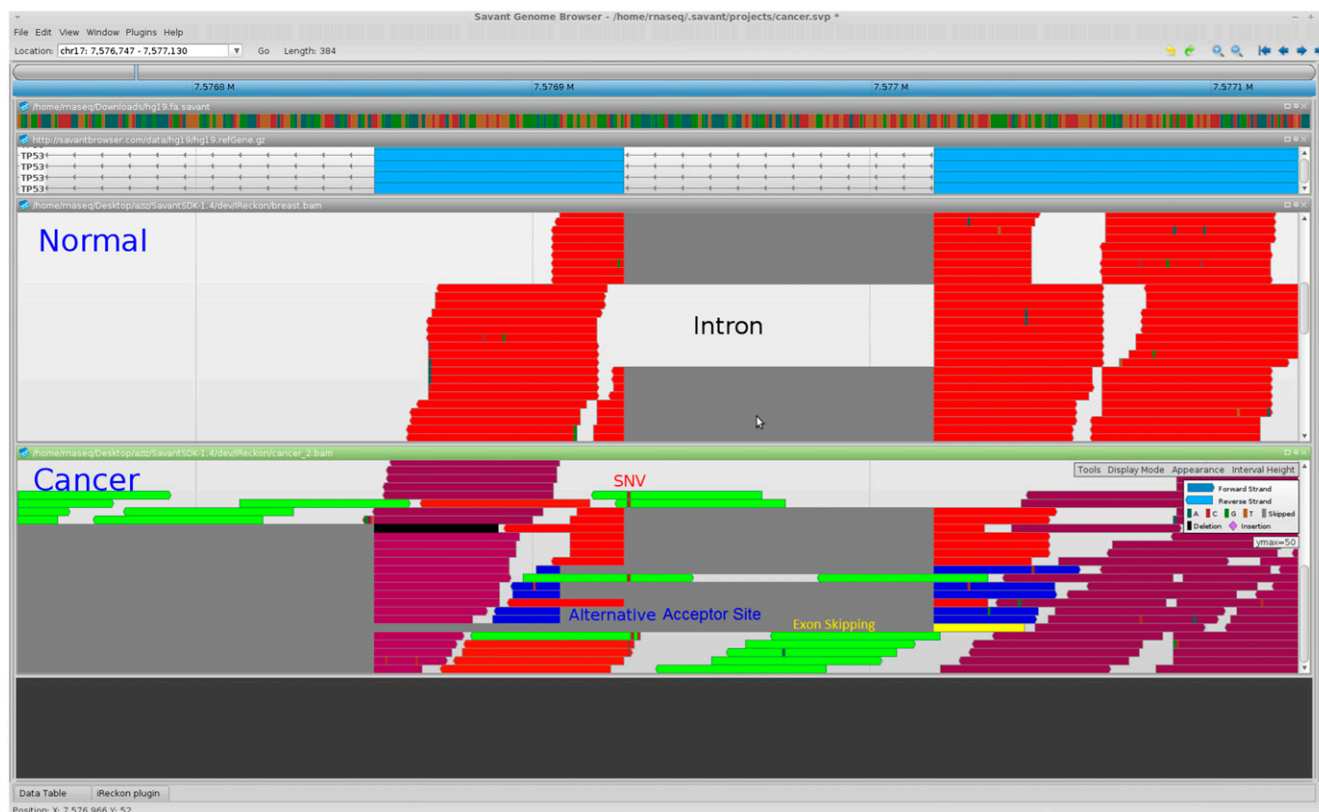 Savant Genome Browser - /home/rnaseq/.savant/projects/cancer.svp *
File Edit View Window Plugins Help
Location: chr17: 7,576,747 - 7,577,130 Go Length: 384
7.5768 M 7.5769 M 7.577 M 7.5771 M
/home/rnaseq/Downloads/hg19.fa.savant
http://savantbrowser.com/data/hg19/hg19.refGene.gz
TP53
TP53
TP53
TP53
/home/rnaseq/Desktop/aziz/SavantSDK-1.4/dev/IReckon/breast.bam
Normal
Intron
/home/rnaseq/Desktop/aziz/SavantSDK-1.4/dev/IReckon/cancer_2.bam
Cancer
SNV
Tools Display Mode Appearance Interval Height
Forward Strand
Reverse Strand
A C G T Skipped
Deletion Insertion
ymax=50
Alternative Acceptor Site
Exon Skipping
Data Table iReckon plugin
Position: X: 7,576,966 Y: 52